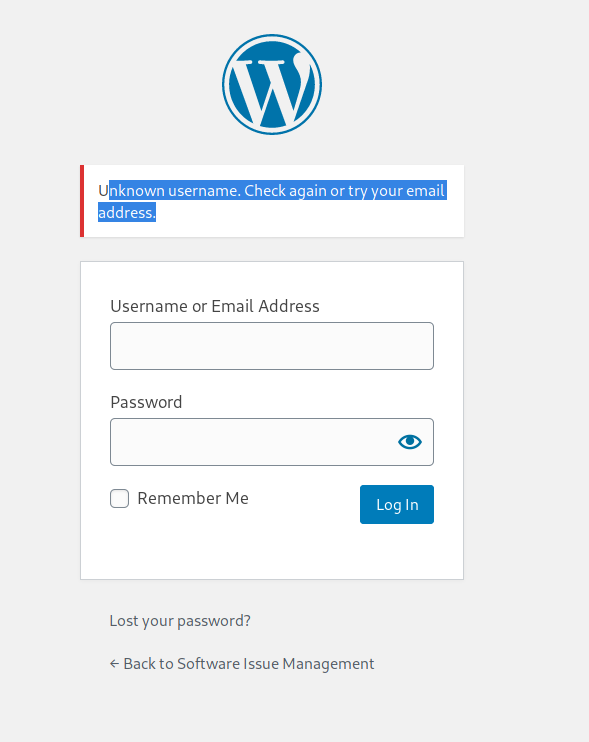 Unknown username. Check again or try your email
address.
Username or Email Address
Password
Remember Me
Log In
Lost your password?
← Back to Software Issue Management